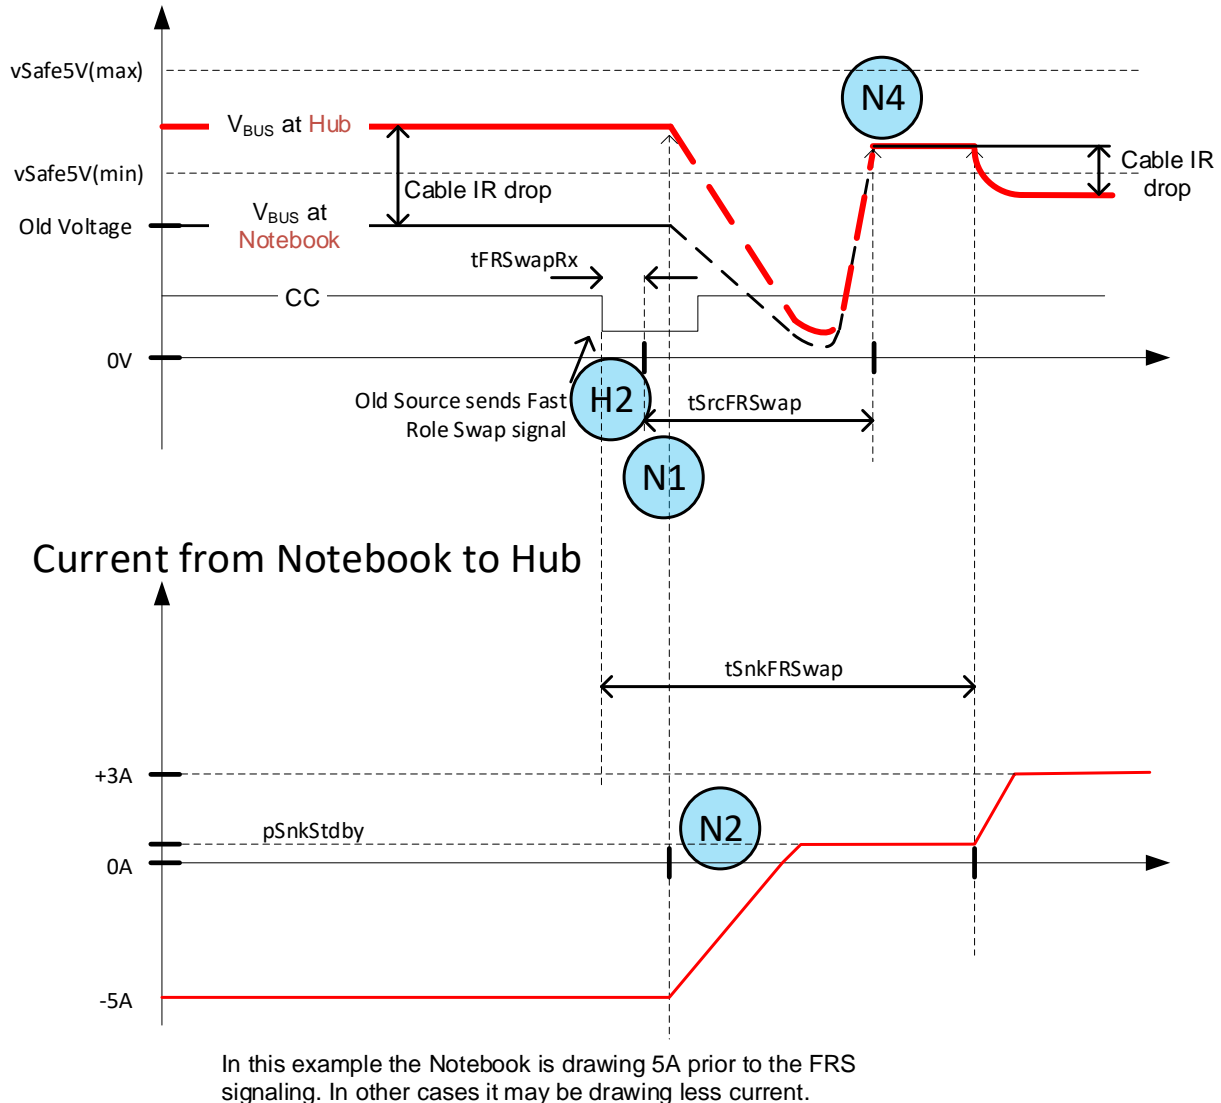 vSafe5V(max)
N4
VBUS at Hub
vSafe5V(min)
Cable IR drop
Cable IR
drop
Old Voltage
VBUS at
Notebook
tFRSwapRx
CC
0V
H2
Old Source sends Fast
Role Swap signal
tSrcFRSwap
N1
Current from Notebook to Hub
tSnkFRSwap
+3A
pSnkStdby
N2
0A
-5A
In this example the Notebook is drawing 5A prior to the FRS
signaling. In other cases it may be drawing less current.